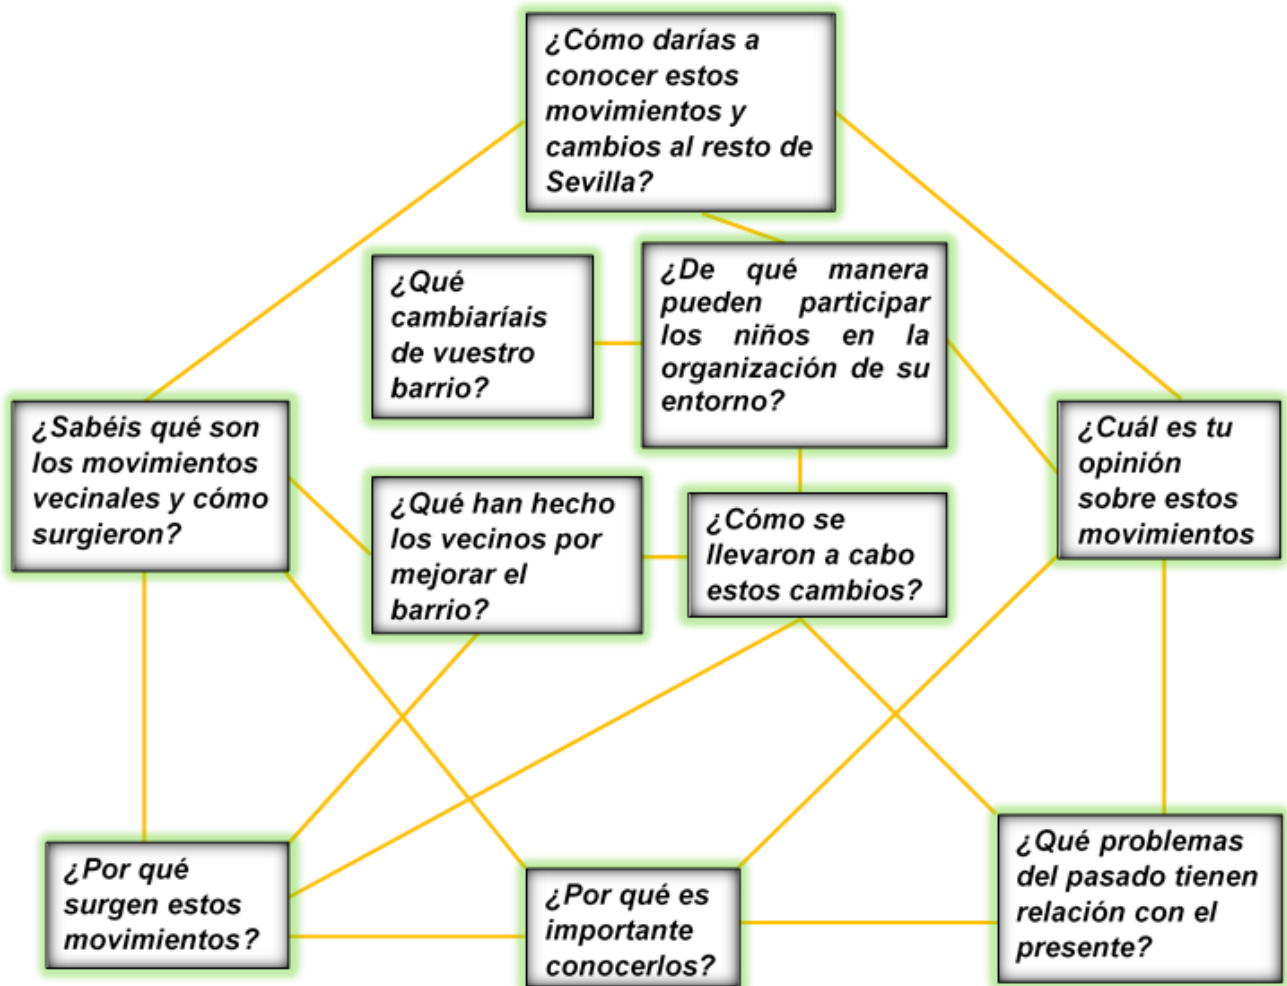 ¿Cómo darías a
conocer estos
movimientos y
cambios al resto de
Sevilla?
¿Qué
cambiaríais
de vuestro
barrio?
¿De qué manera
pueden participar
los niños en la
organización de su
entorno?
¿Sabéis qué son
los movimientos
vecinales y cómo
surgieron?
¿Qué han hecho
los vecinos por
mejorar el
barrio?
¿Cómo se
llevaron a cabo
estos cambios?
¿Cuál es tu
opinión
sobre estos
movimientos
¿Por qué
surgen estos
movimientos?
¿Por qué es
importante
conocerlos?
¿Qué problemas
del pasado tienen
relación con el
presente?